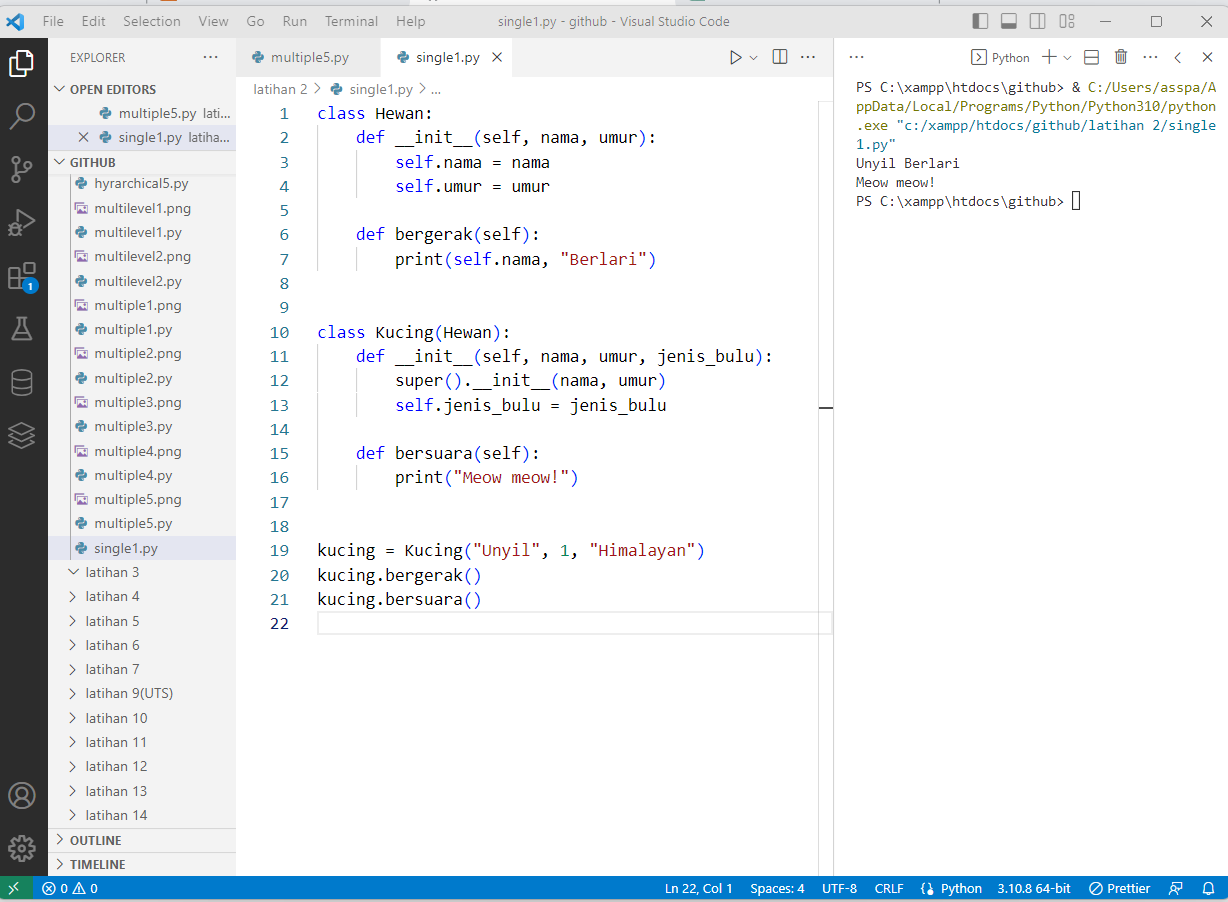 File Edit Selection View Go Run Terminal Help single1.py - github - Visual Studio Code
EXPLORER
OPEN EDITORS
multiple5.py lati...
single1.py latiha...
GITHUB
hyrarchical5.py
multilevel1.png
multilevel1.py
multilevel2.png
multilevel2.py
multiple1.png
multiple1.py
multiple2.png
multiple2.py
multiple3.png
multiple3.py
multiple4.png
multiple4.py
multiple5.png
multiple5.py
single1.py
latihan 3
latihan 4
latihan 5
latihan 6
latihan 7
latihan 9(UTS)
latihan 10
latihan 11
latihan 12
latihan 13
latihan 14
OUTLINE
TIMELINE
1
multiple5.py single1.py
latihan 2 > single1.py > ...
1 class Hewan:
2     def __init__(self, nama, umur):
3         self.nama = nama
4         self.umur = umur
5
6     def bergerak(self):
7         print(self.nama, "Berlari")
8
9
10 class Kucing(Hewan):
11     def __init__(self, nama, umur, jenis_bulu):
12         super().__init__(nama, umur)
13         self.jenis_bulu = jenis_bulu
14
15     def bersuara(self):
16         print("Meow meow!")
17
18
19 kucing = Kucing("Unyil", 1, "Himalayan")
20 kucing.bergerak()
21 kucing.bersuara()
22
Python
PS C:\xampp\htdocs\github> & C:/Users/asspa/A
ppData/Local/Programs/Python/Python310/python
.exe "c:/xampp/htdocs/github/latihan 2/single
1.py"
Unyil Berlari
Meow meow!
PS C:\xampp\htdocs\github>
0 0 Ln 22, Col 1 Spaces: 4 UTF-8 CRLF Python 3.10.8 64-bit Prettier